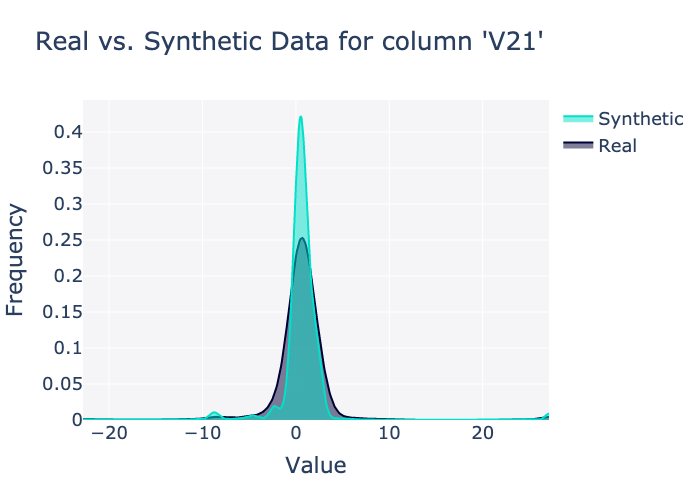 Real vs. Synthetic Data for column 'V21'
Synthetic
Real
Frequency
0.4
0.35
0.3
0.25
0.2
0.15
0.1
0.05
0
−20
−10
0
10
20
Value